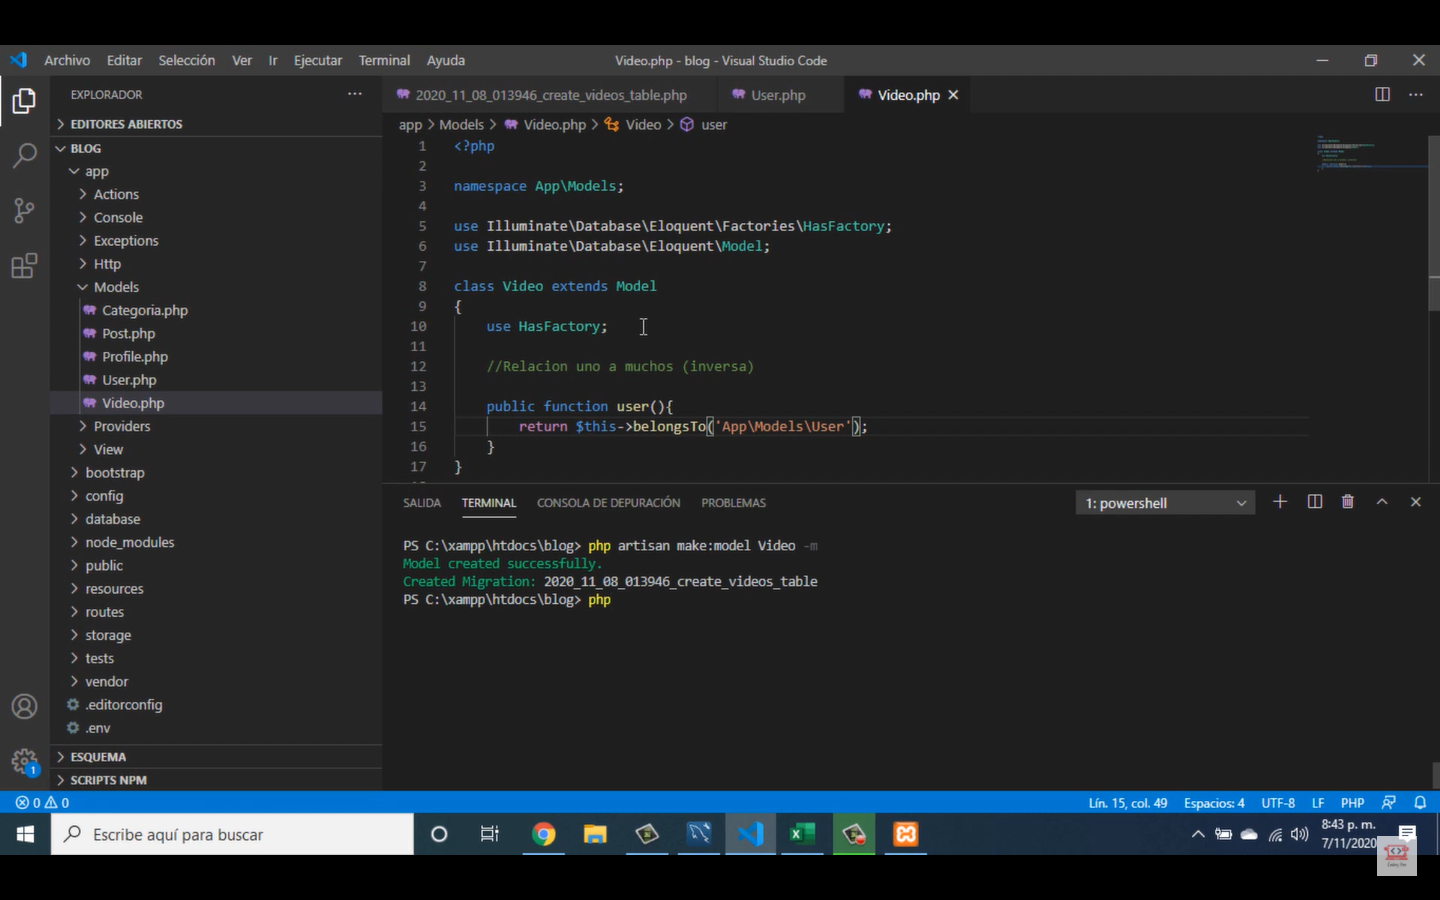 Archivo Editar Selección Ver Ir Ejecutar Terminal Ayuda
Video.php - blog - Visual Studio Code
EXPLORADOR
2020_11_08_013946_create_videos_table.php
User.php
Video.php
EDITORES ABIERTOS
app > Models > Video.php > Video > user
BLOG
app
Actions
Console
Exceptions
Http
Models
Categoria.php
Post.php
Profile.php
User.php
Video.php
Providers
View
bootstrap
config
database
node_modules
public
resources
routes
storage
tests
vendor
.editorconfig
.env
ESQUEMA
SCRIPTS NPM
1 <?php
2
3 namespace App\Models;
4
5 use Illuminate\Database\Eloquent\Factories\HasFactory;
6 use Illuminate\Database\Eloquent\Model;
7
8 class Video extends Model
9 {
10 use HasFactory;
11
12 //Relacion uno a muchos (inversa)
13
14 public function user(){
15 return $this->belongsTo('App\Models\User');
16 }
17 }
SALIDA TERMINAL CONSOLA DE DEPURACIÓN PROBLEMAS
1: powershell
PS C:\xampp\htdocs\blog> php artisan make:model Video -m
Model created successfully.
Created Migration: 2020_11_08_013946_create_videos_table
PS C:\xampp\htdocs\blog> php
1
0 0
Lín. 15, col. 49 Espacios: 4 UTF-8 LF PHP
Escribe aquí para buscar
8:43 p. m.
7/11/2020